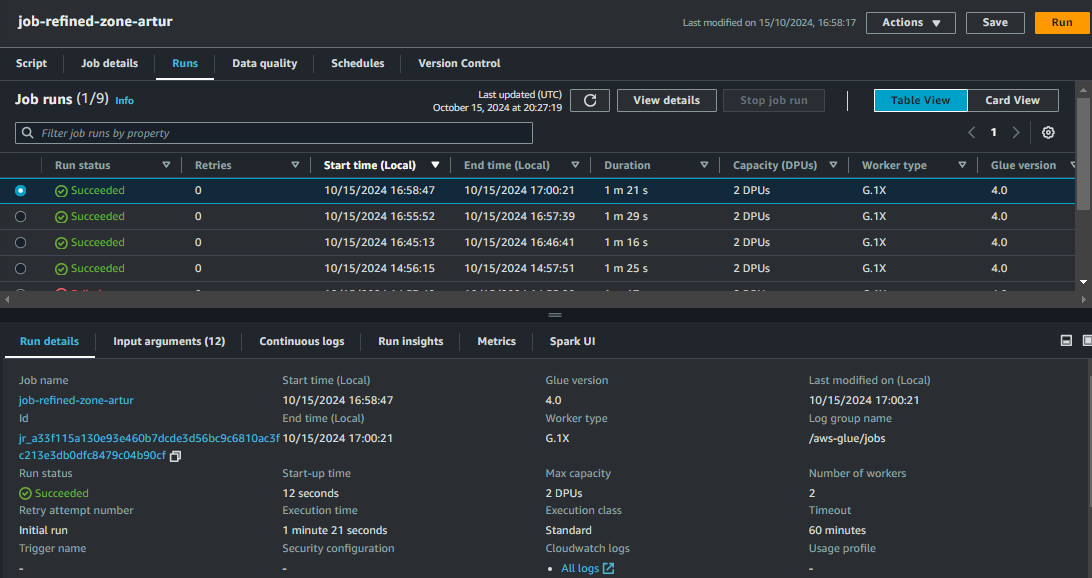 job-refined-zone-artur
Last modified on 15/10/2024, 16:58:17
Actions
Save
Run
Script
Job details
Runs
Data quality
Schedules
Version Control
Job runs (1/9) Info
Last updated (UTC)
October 15, 2024 at 20:27:19
View details
Stop job run
Table View
Card View
Filter job runs by property
1
Run status Retries Start time (Local) End time (Local) Duration Capacity (DPUs) Worker type Glue version
Succeeded 0 10/15/2024 16:58:47 10/15/2024 17:00:21 1 m 21 s 2 DPUs G.1X 4.0
Succeeded 0 10/15/2024 16:55:52 10/15/2024 16:57:39 1 m 29 s 2 DPUs G.1X 4.0
Succeeded 0 10/15/2024 16:45:13 10/15/2024 16:46:41 1 m 16 s 2 DPUs G.1X 4.0
Succeeded 0 10/15/2024 14:56:15 10/15/2024 14:57:51 1 m 25 s 2 DPUs G.1X 4.0
Run details
Input arguments (12)
Continuous logs
Run insights
Metrics
Spark UI
Job name Start time (Local) Glue version Last modified on (Local)
job-refined-zone-artur 10/15/2024 16:58:47 4.0 10/15/2024 17:00:21
Id End time (Local) Worker type Log group name
jr_a33f115a130e93e460b7dcde3d56bc9c6810ac3f 10/15/2024 17:00:21 G.1X /aws-glue/jobs
c213e3db0dfc8479c04b90cf
Run status Start-up time Max capacity Number of workers
Succeeded 12 seconds 2 DPUs 2
Retry attempt number Execution time Execution class Timeout
Initial run 1 minute 21 seconds Standard 60 minutes
Trigger name Security configuration Cloudwatch logs Usage profile
- - • All logs -